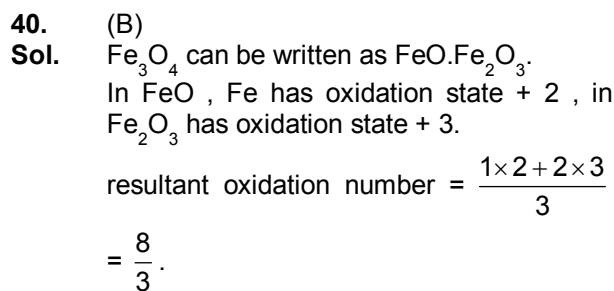 40. (B)
Sol. Fe₃O₄ can be written as FeO.Fe₂O₃.
In FeO , Fe has oxidation state + 2 , in
Fe₂O₃ has oxidation state + 3.
resultant oxidation number = (1×2+2×3)/3
= 8/3 .